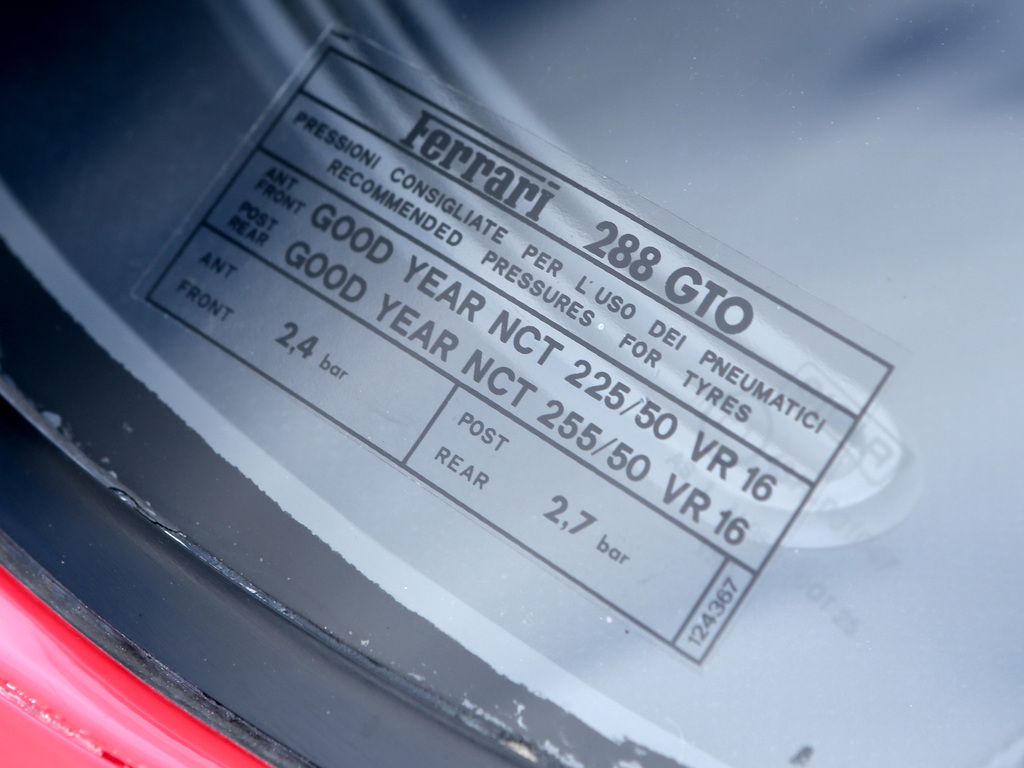 Ferrari 288 GTO
PRESSIONI CONSIGLIATE PER L'USO DEI PNEUMATICI
RECOMMENDED PRESSURES FOR TYRES
ANT
FRONT GOOD YEAR NCT 225/50 VR 16
POST
REAR GOOD YEAR NCT 255/50 VR 16
ANT
FRONT
2,4 bar
POST
REAR
2,7 bar
124367